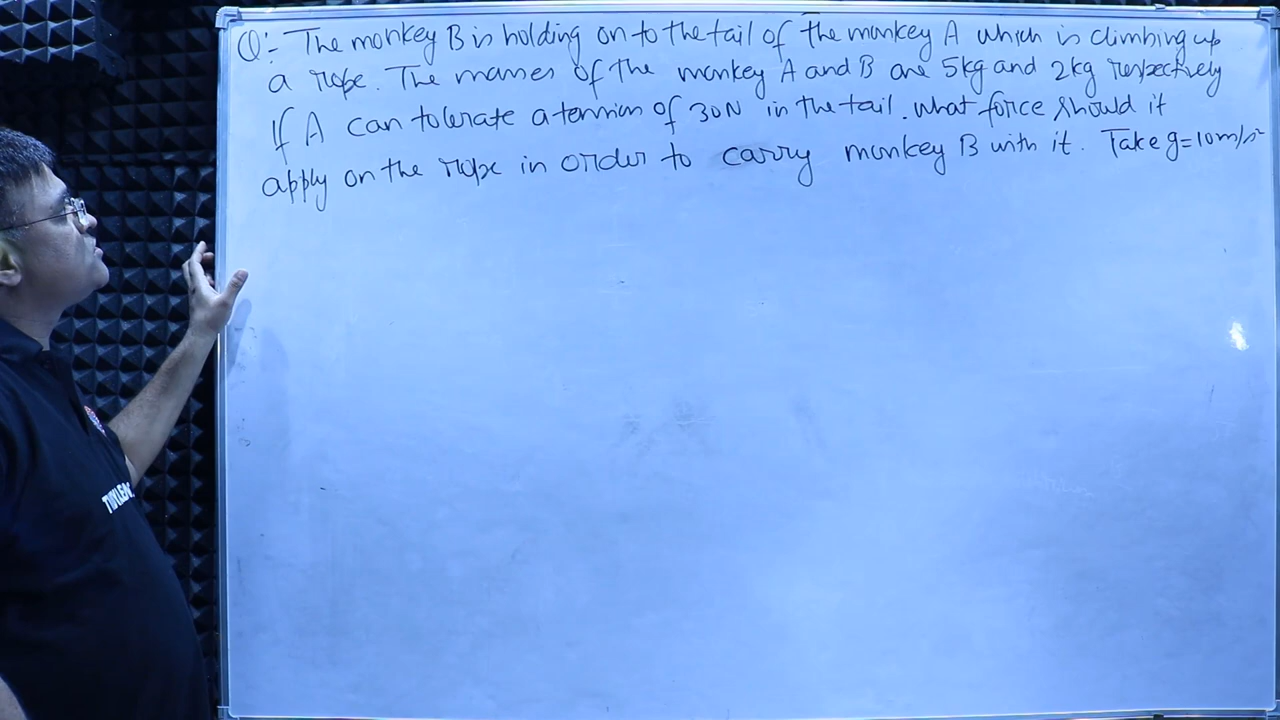 Q:- The monkey B is holding on to the tail of the monkey A which is climbing up
a rope. The masses of the monkey A and B are 5kg and 2kg respectively
If A can tolerate a tension of 30N in the tail. what force should it
apply on the rope in order to carry monkey B with it. Take g=10m/s²